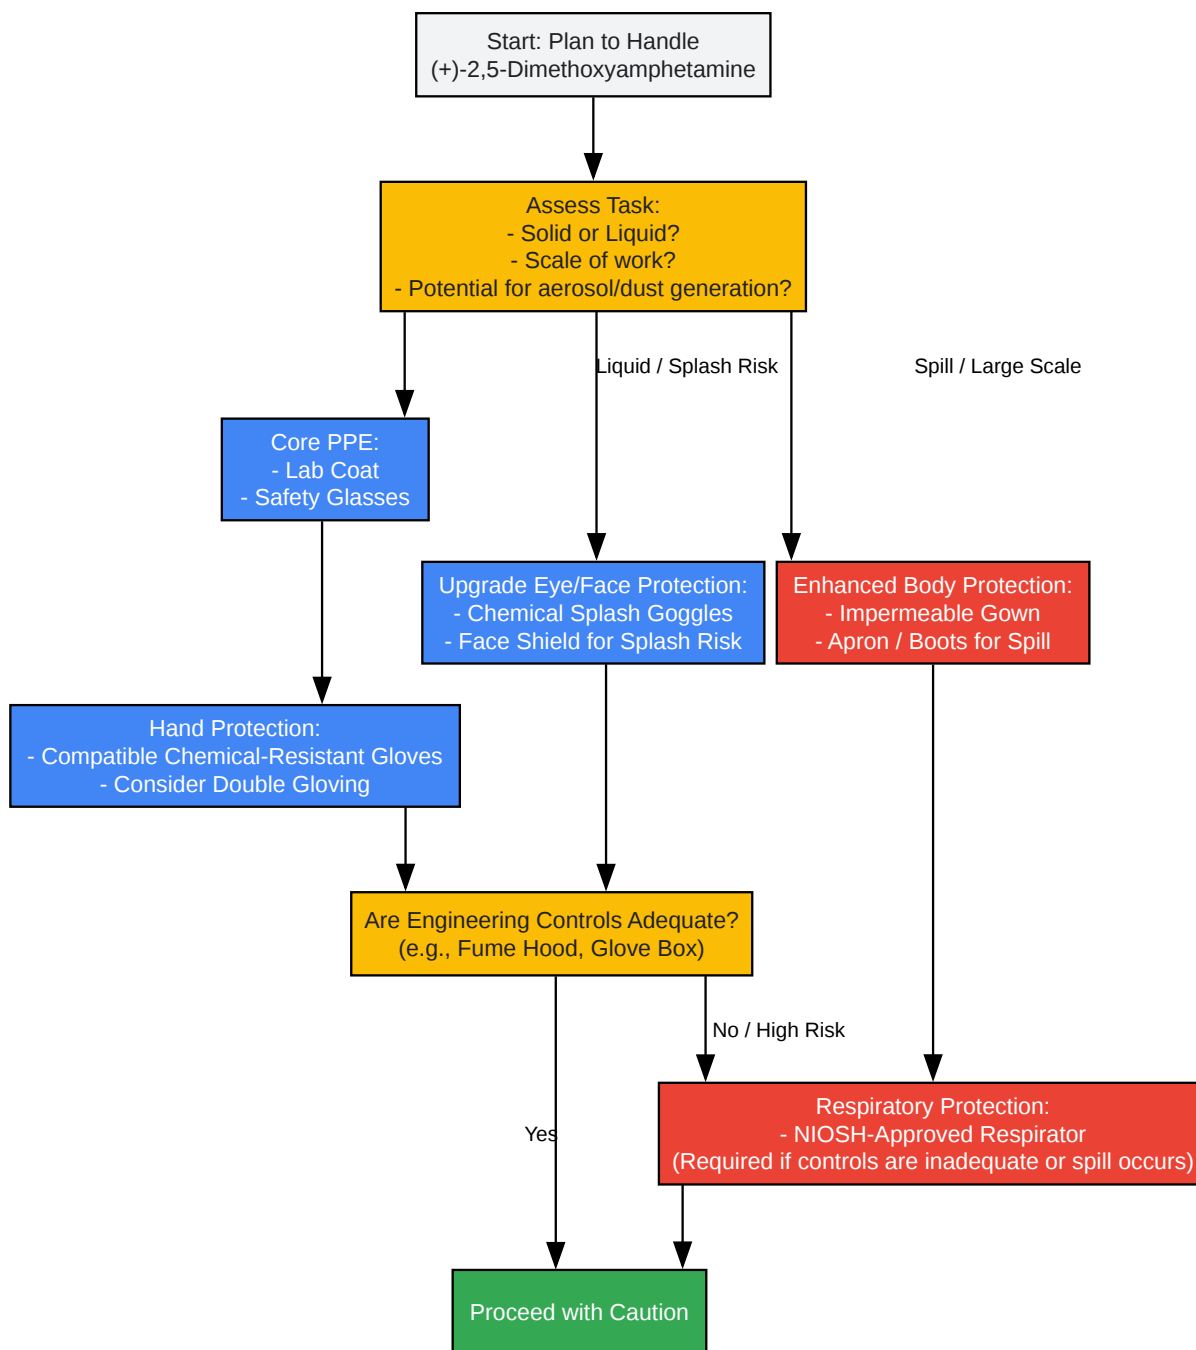 Start: Plan to Handle
(+)-2,5-Dimethoxyamphetamine
Assess Task:
- Solid or Liquid?
- Scale of work?
- Potential for aerosol/dust generation?
Liquid / Splash Risk
Spill / Large Scale
Core PPE:
- Lab Coat
- Safety Glasses
Upgrade Eye/Face Protection:
- Chemical Splash Goggles
- Face Shield for Splash Risk
Enhanced Body Protection:
- Impermeable Gown
- Apron / Boots for Spill
Hand Protection:
- Compatible Chemical-Resistant Gloves
- Consider Double Gloving
Are Engineering Controls Adequate?
(e.g., Fume Hood, Glove Box)
No / High Risk
Respiratory Protection:
- NIOSH-Approved Respirator
(Required if controls are inadequate or spill occurs)
Yes
Proceed with Caution